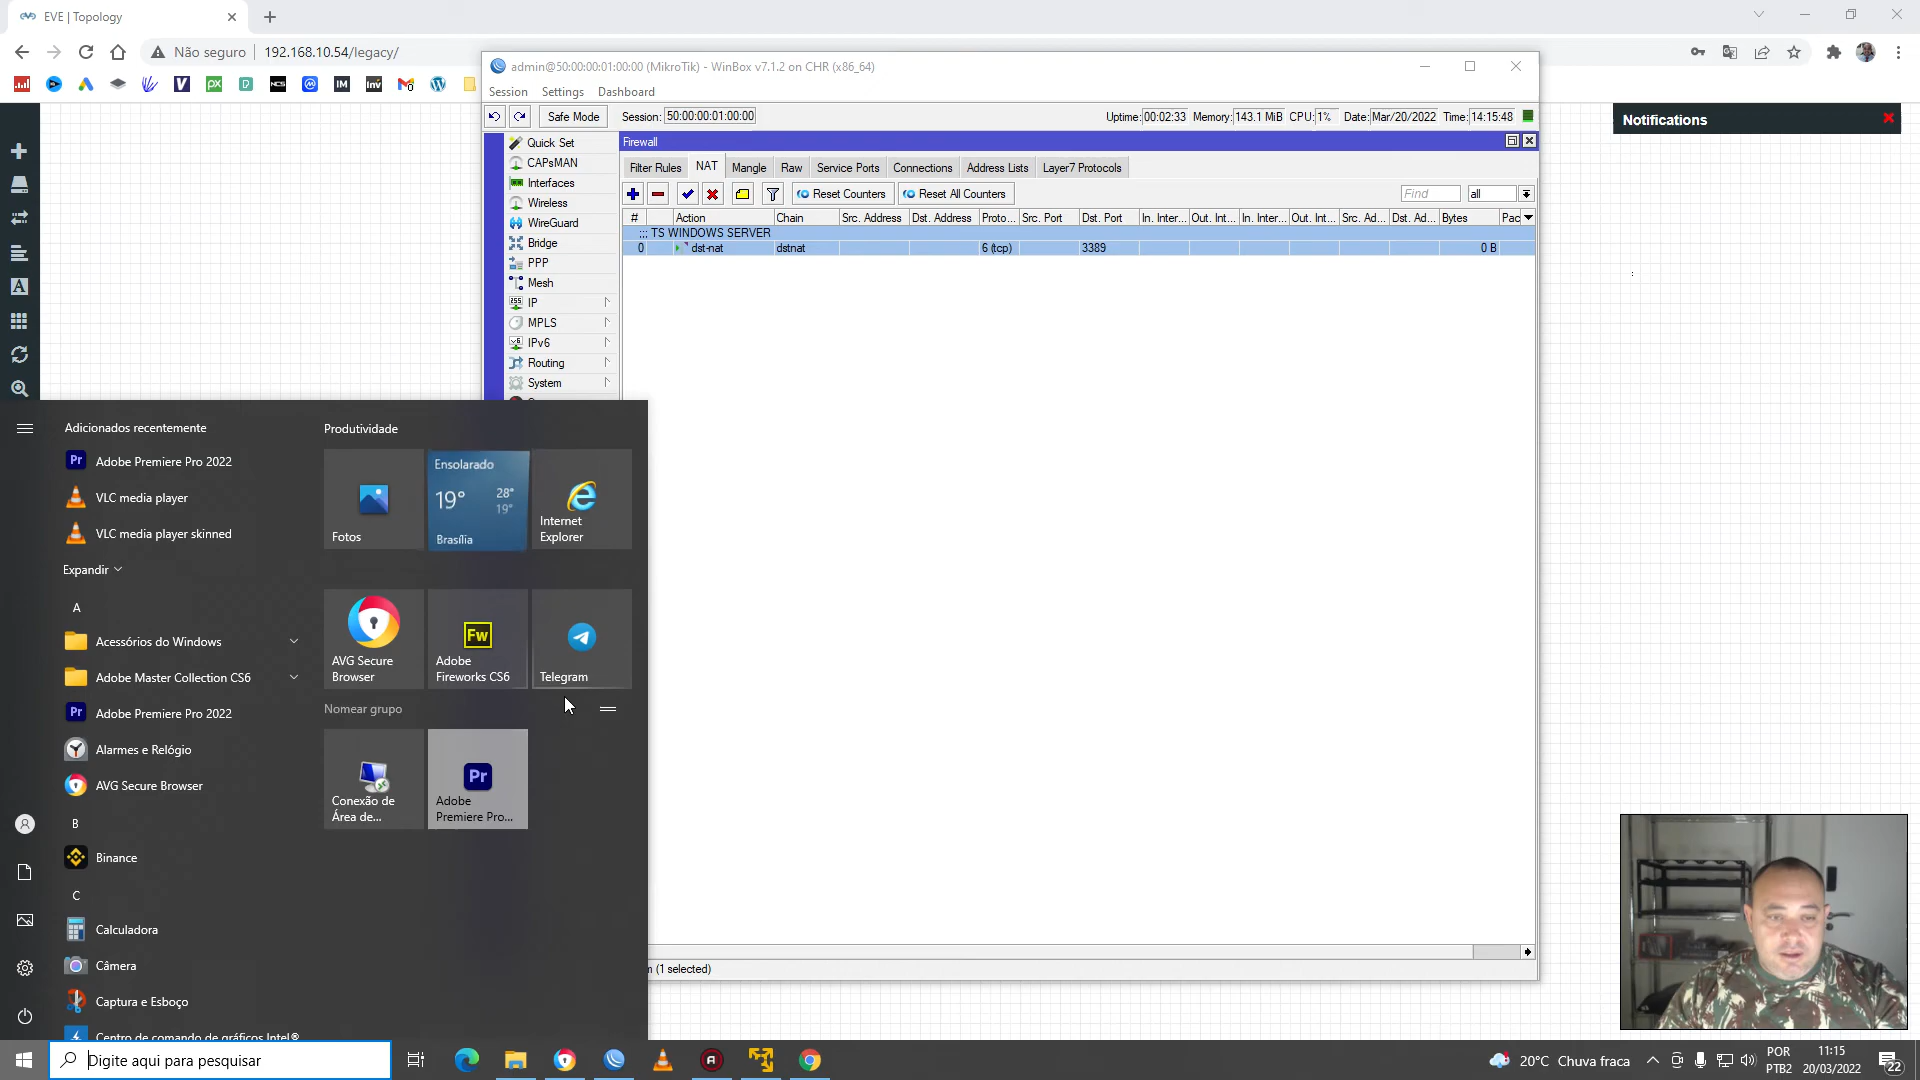 EVE | Topology
Não seguro
192.168.10.54/legacy/
admin@50:00:00:01:00:00 (MikroTik) - WinBox v7.1.2 on CHR (x86_64)
Session Settings Dashboard
Safe Mode
Session: 50:00:00:01:00:00
Uptime: 00:02:33 Memory: 143.1 MiB CPU: 1% Date: Mar/20/2022 Time: 14:15:48
Quick Set
CAPsMAN
Interfaces
Wireless
WireGuard
Bridge
PPP
Mesh
IP
MPLS
IPv6
Routing
System
Firewall
Filter Rules NAT Mangle Raw Service Ports Connections Address Lists Layer7 Protocols
Reset Counters Reset All Counters Find all
# Action Chain Src. Address Dst. Address Proto... Src. Port Dst. Port In. Inter... Out. Int... In. Inter... Out. Int... Src. Ad... Dst. Ad... Bytes Pac
::: TS WINDOWS SERVER
0 dst-nat dstnat 6 (tcp) 3389 0 B
m (1 selected)
Notifications
Adicionados recentemente
Adobe Premiere Pro 2022
VLC media player
VLC media player skinned
Expandir
A
Acessórios do Windows
Adobe Master Collection CS6
Adobe Premiere Pro 2022
Alarmes e Relógio
AVG Secure Browser
B
Binance
C
Calculadora
Câmera
Captura e Esboço
Centro de comando de gráficos Intel®
Produtividade
Fotos
Ensolarado
19° 28°
19°
Brasília
Internet
Explorer
AVG Secure
Browser
Adobe
Fireworks CS6
Telegram
Nomear grupo
Conexão de
Área de...
Adobe
Premiere Pro...
Digite aqui para pesquisar
20°C Chuva fraca
POR
PTB2
11:15
20/03/2022
22